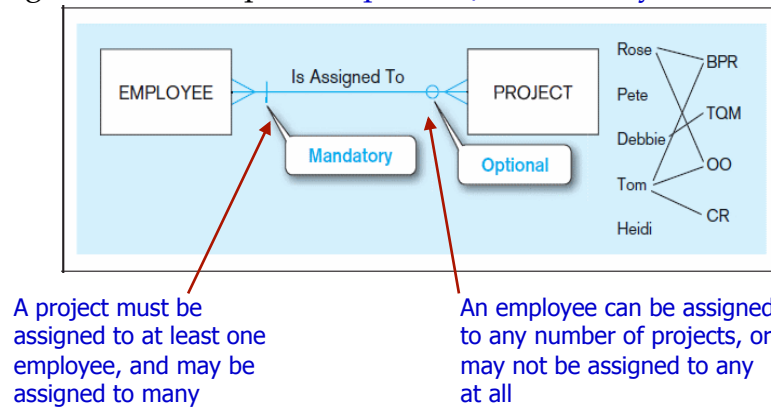 EMPLOYEE
Is Assigned To
PROJECT
Mandatory
Optional
Rose
Pete
Debbie
Tom
Heidi
BPR
TQM
OO
CR
A project must be
assigned to at least one
employee, and may be
assigned to many
An employee can be assigned
to any number of projects, or
may not be assigned to any
at all